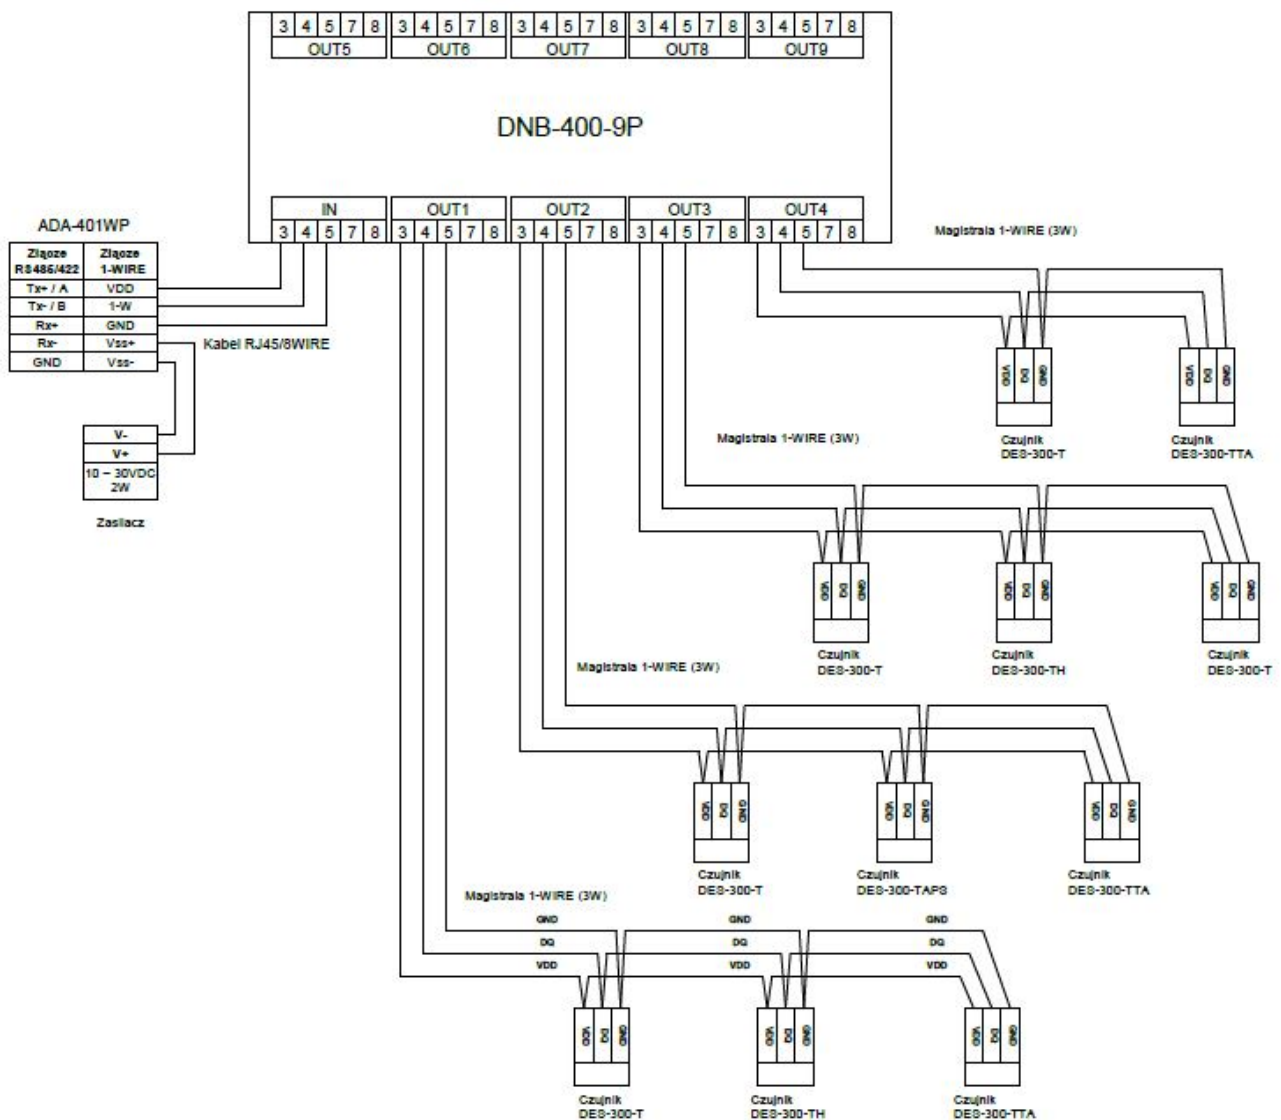 3 4 5 7 8 3 4 5 7 8 3 4 5 7 8 3 4 5 7 8 3 4 5 7 8
OUT5 OUT6 OUT7 OUT8 OUT9
DNB-400-9P
IN OUT1 OUT2 OUT3 OUT4
3 4 5 7 8 3 4 5 7 8 3 4 5 7 8 3 4 5 7 8 3 4 5 7 8
ADA-401WP
Złącze RS485/422
Złącze 1-WIRE
Tx+ / A VDD
Tx- / B 1-W
Rx+ GND
Rx- Vss+
GND Vss-
Kabel RJ45/8WIRE
V-
V+
10 – 30VDC
2W
Zasilacz
Magistrala 1-WIRE (3W)
VDD DQ GND VDD DQ GND
Czujnik
DES-300-T
Czujnik
DES-300-TTA
Magistrala 1-WIRE (3W)
VDD DQ GND VDD DQ GND VDD DQ GND
Czujnik
DES-300-T
Czujnik
DES-300-TH
Czujnik
DES-300-T
Magistrala 1-WIRE (3W)
VDD DQ GND VDD DQ GND VDD DQ GND
Czujnik
DES-300-T
Czujnik
DES-300-TAPS
Czujnik
DES-300-TTA
Magistrala 1-WIRE (3W)
GND GND GND
DQ DQ DQ
VDD VDD VDD
VDD DQ GND VDD DQ GND VDD DQ GND
Czujnik
DES-300-T
Czujnik
DES-300-TH
Czujnik
DES-300-TTA